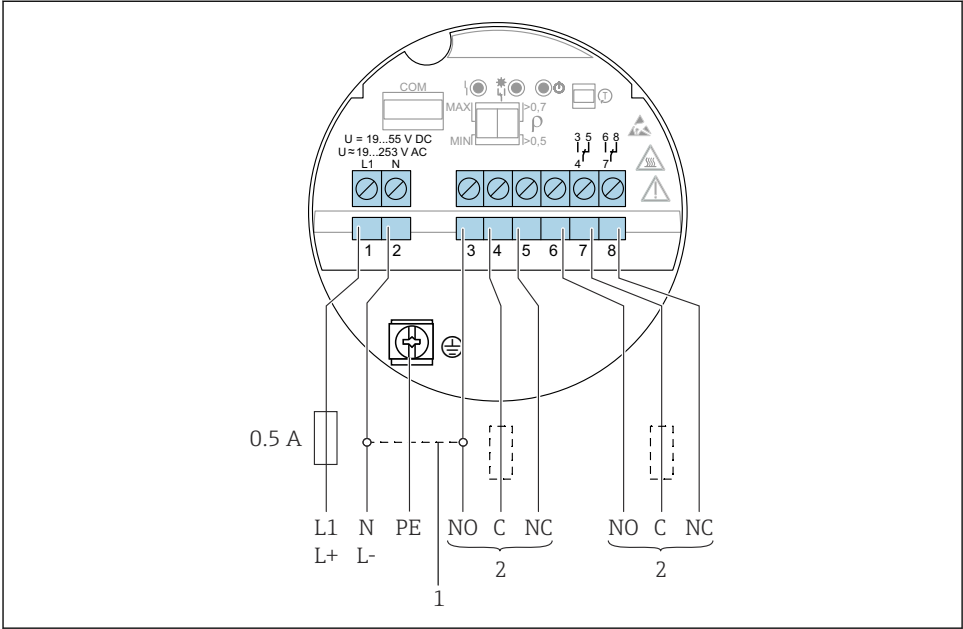 COM
MAX >0,7
ρ
MIN >0,5
T
U = 19...55 V DC
U≂19...253 V AC
L1 N
3 5 6 8
4 7
1 2 3 4 5 6 7 8
0.5 A
L1 N PE NO C NC NO C NC
L+ L-
2 2
1